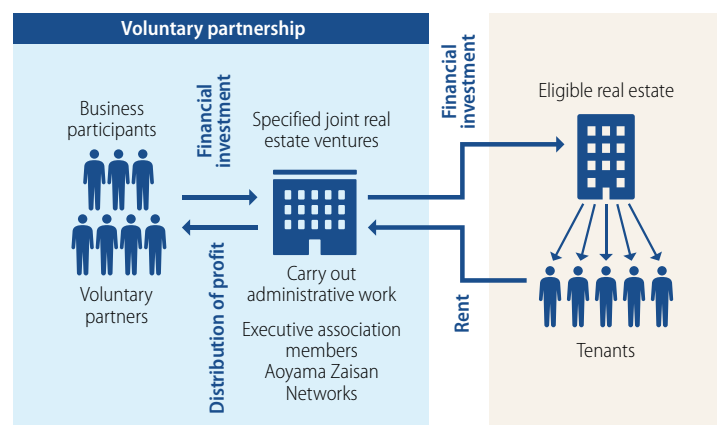 Voluntary partnership
Business
participants
Voluntary
partners
Financial
investment
Distribution of profit
Specified joint real
estate ventures
Carry out
administrative work
Executive association
members
Aoyama Zaisan
Networks
Financial
investment
Rent
Eligible real estate
Tenants